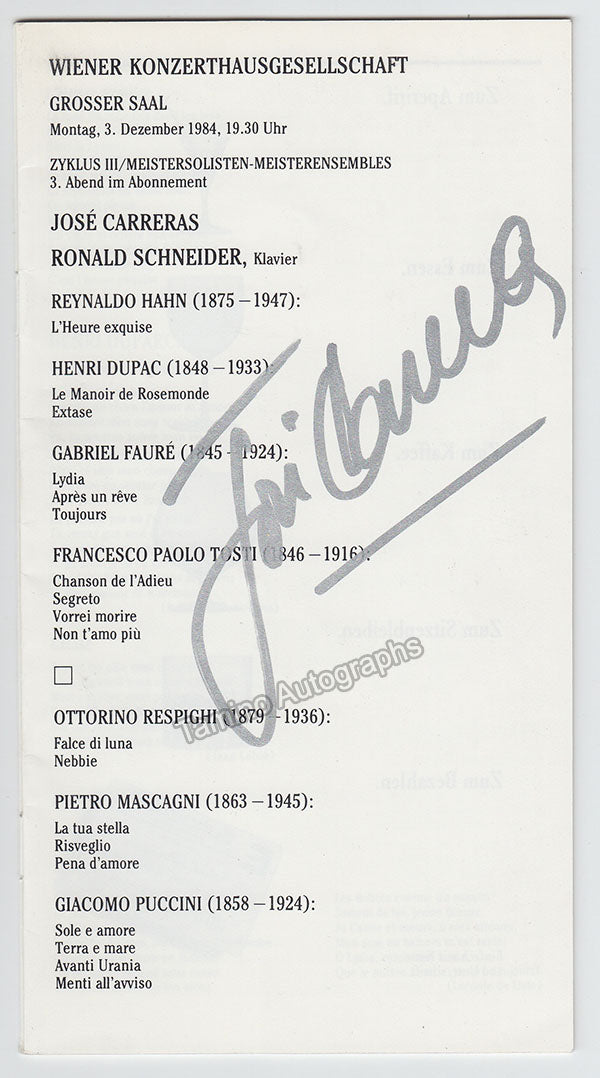 WIENER KONZERTHAUSGESELLSCHAFT
GROSSER SAAL
Montag, 3. Dezember 1984, 19.30 Uhr
ZYKLUS III/MEISTERSOLISTEN-MEISTERENSEMBLES
3. Abend im Abonnement
JOSÉ CARRERAS
RONALD SCHNEIDER, Klavier
REYNALDO HAHN (1875 – 1947):
L'Heure exquise
HENRI DUPAC (1848 – 1933):
Le Manoir de Rosemonde
Extase
GABRIEL FAURÉ (1845 – 1924):
Lydia
Après un rêve
Toujours
FRANCESCO PAOLO TOSTI (1846 – 1916):
Chanson de l'Adieu
Segreto
Vorrei morire
Non t'amo più
OTTORINO RESPIGHI (1879 – 1936):
Falce di luna
Nebbie
PIETRO MASCAGNI (1863 – 1945):
La tua stella
Risveglio
Pena d'amore
GIACOMO PUCCINI (1858 – 1924):
Sole e amore
Terra e mare
Avanti Urania
Menti all'avviso
Tamino Autographs